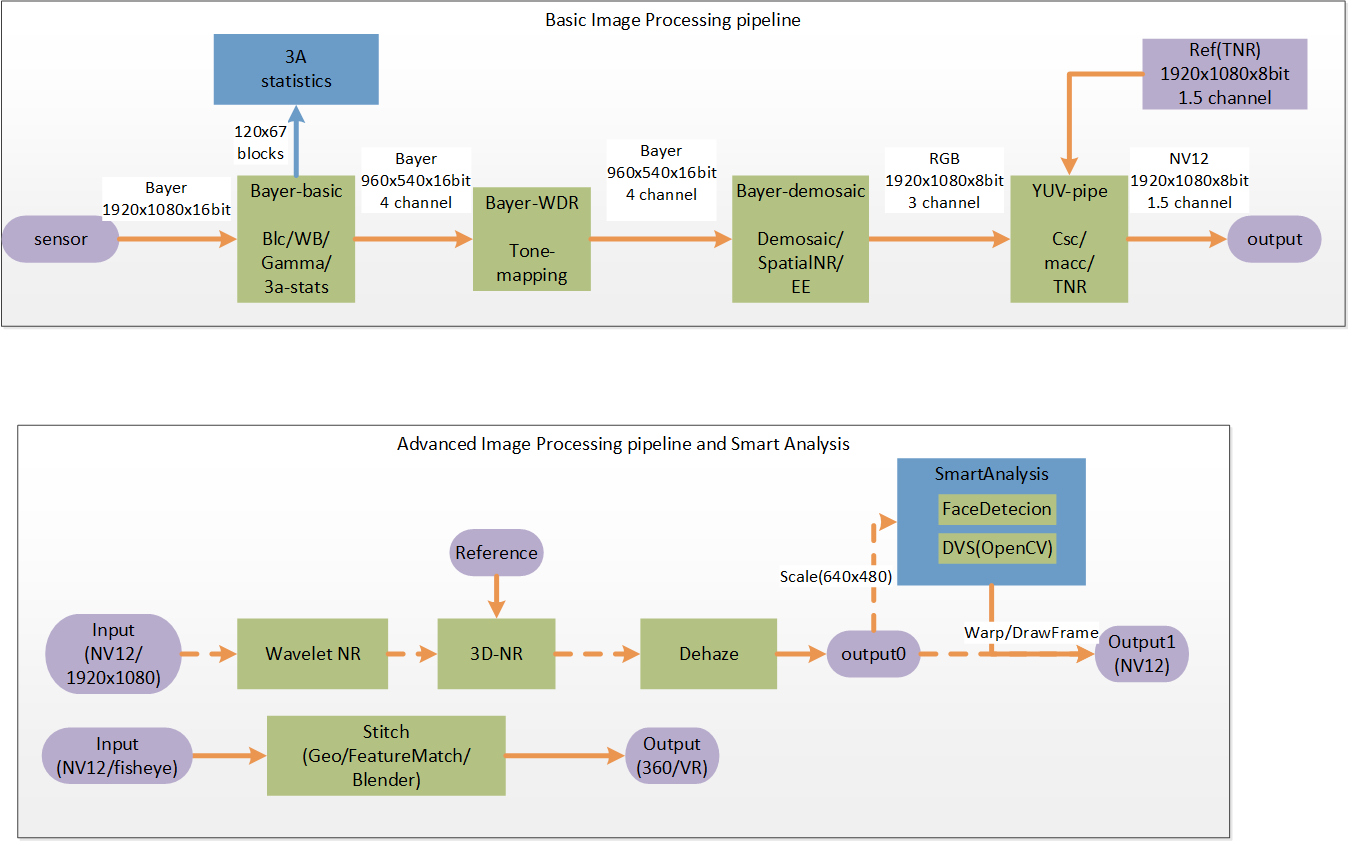 Basic Image Processing pipeline
3A
statistics
Ref(TNR)
1920x1080x8bit
1.5 channel
120x67
blocks
Bayer
1920x1080x16bit
Bayer
960x540x16bit
4 channel
Bayer
960x540x16bit
4 channel
RGB
1920x1080x8bit
3 channel
NV12
1920x1080x8bit
1.5 channel
sensor
Bayer-basic
Blc/WB/
Gamma/
3a-stats
Bayer-WDR
Tone-
mapping
Bayer-demosaic
Demosaic/
SpatialNR/
EE
YUV-pipe
Csc/
macc/
TNR
output
Advanced Image Processing pipeline and Smart Analysis
SmartAnalysis
FaceDetecion
DVS(OpenCV)
Reference
Scale(640x480)
Input
(NV12/
1920x1080)
Wavelet NR
3D-NR
Dehaze
output0
Warp/DrawFrame
Output1
(NV12)
Input
(NV12/fisheye)
Stitch
(Geo/FeatureMatch/
Blender)
Output
(360/VR)